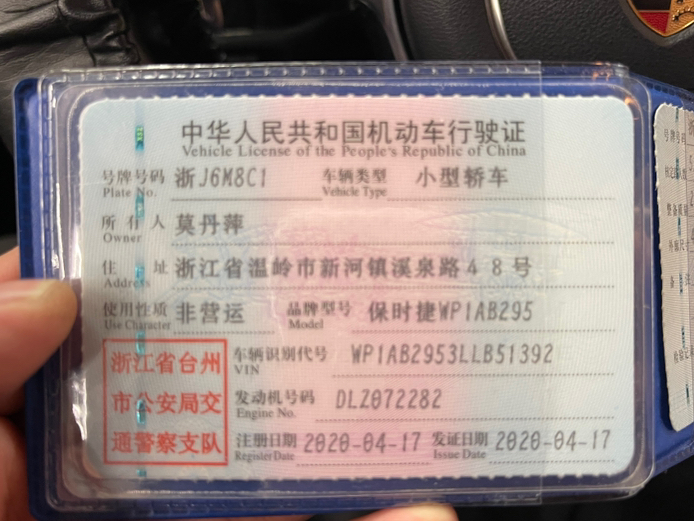 中华人民共和国机动车行驶证
Vehicle License of the People's Republic of China
号牌号码 浙J6M8C1 车辆类型 小型轿车
Plate No. Vehicle Type
所有人 莫丹萍
Owner
住址 浙江省温岭市新河镇溪泉路48号
Address
使用性质 非营运 品牌型号 保时捷WP1AB295
Use Character Model
浙江省台州
市公安局交
通警察支队
车辆识别代号 WP1AB2953LLB51392
VIN
发动机号码 DLZ072282
Engine No.
注册日期 2020-04-17 发证日期 2020-04-17
Register Date Issue Date